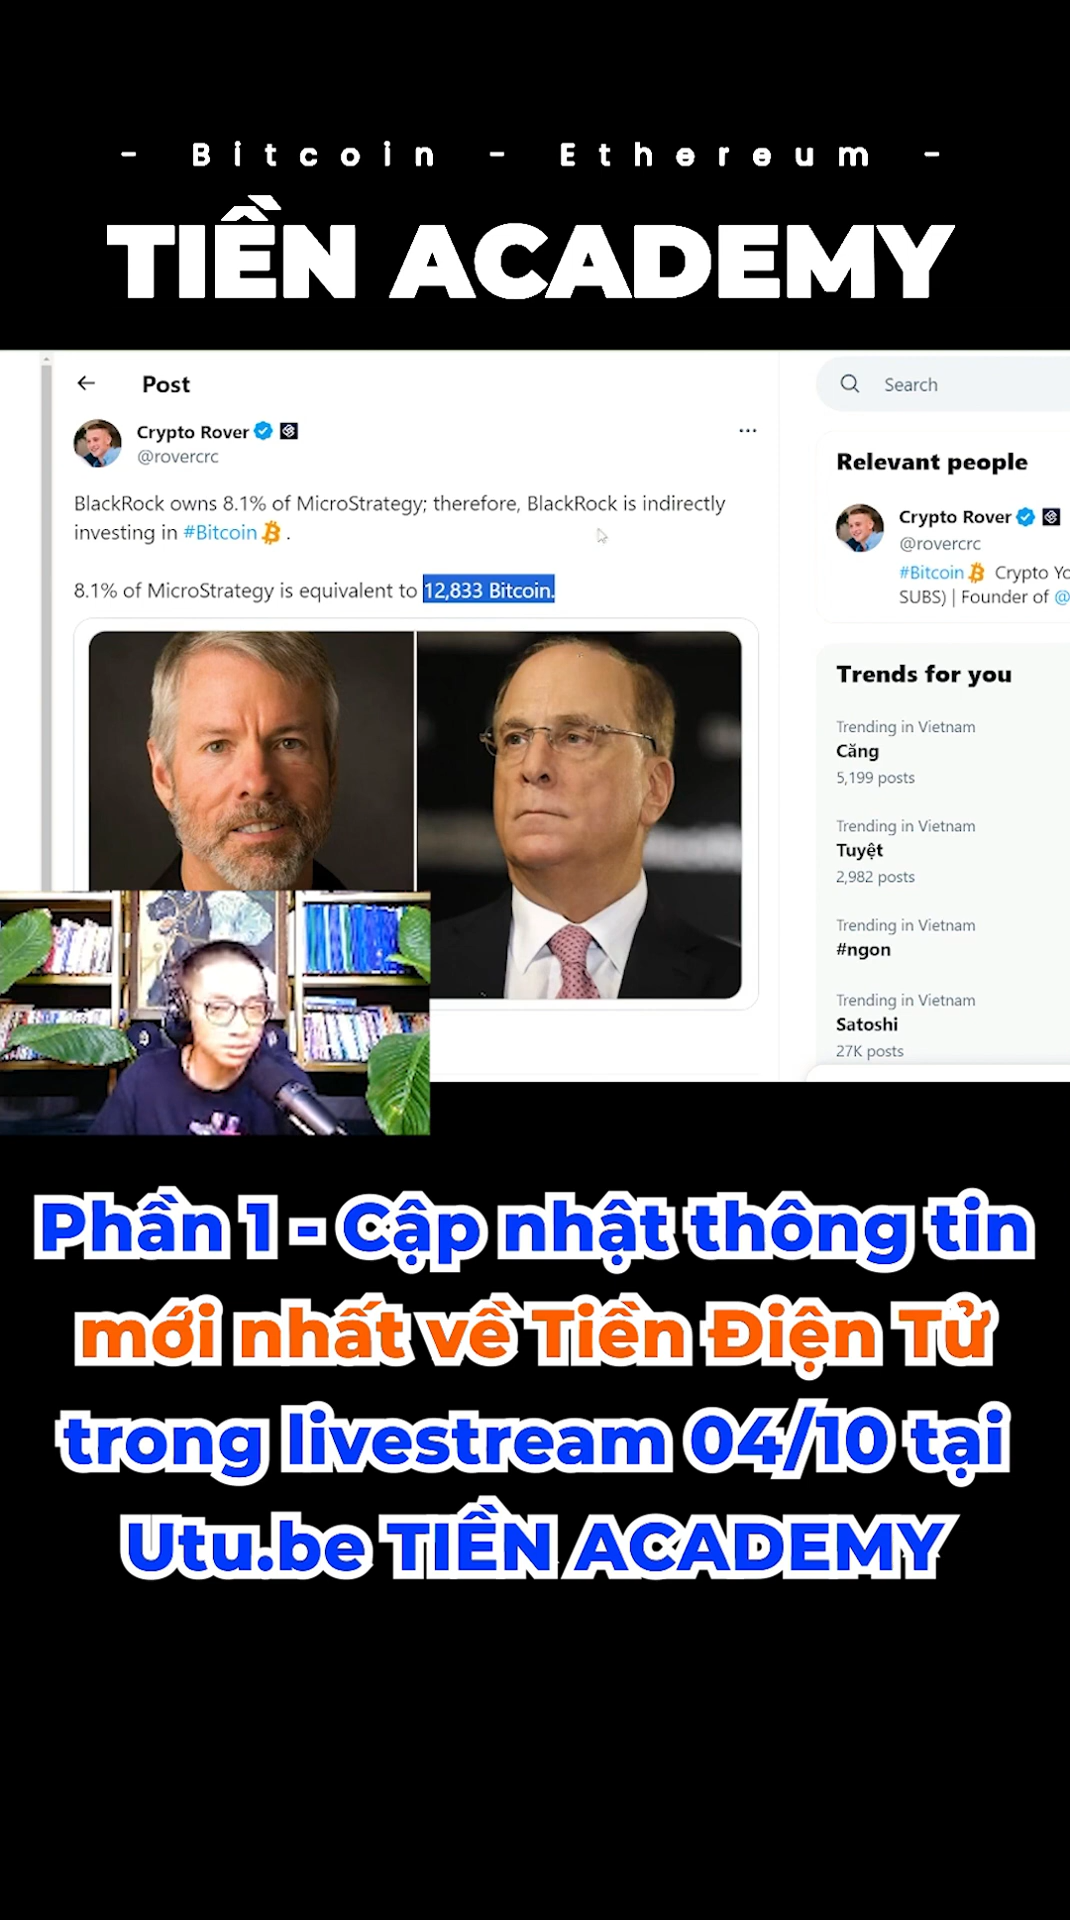 - Bitcoin - Ethereum -
TIỀN ACADEMY
Post
Crypto Rover
@rovercrc
BlackRock owns 8.1% of MicroStrategy; therefore, BlackRock is indirectly
investing in #Bitcoin .
8.1% of MicroStrategy is equivalent to 12,833 Bitcoin.
Search
Relevant people
Crypto Rover
@rovercrc
#Bitcoin Crypto Yo
SUBS) | Founder of @
Trends for you
Trending in Vietnam
Căng
5,199 posts
Trending in Vietnam
Tuyệt
2,982 posts
Trending in Vietnam
#ngon
Trending in Vietnam
Satoshi
27K posts
Phần 1 - Cập nhật thông tin
mới nhất về Tiền Điện Tử
trong livestream 04/10 tại
Utu.be TIỀN ACADEMY